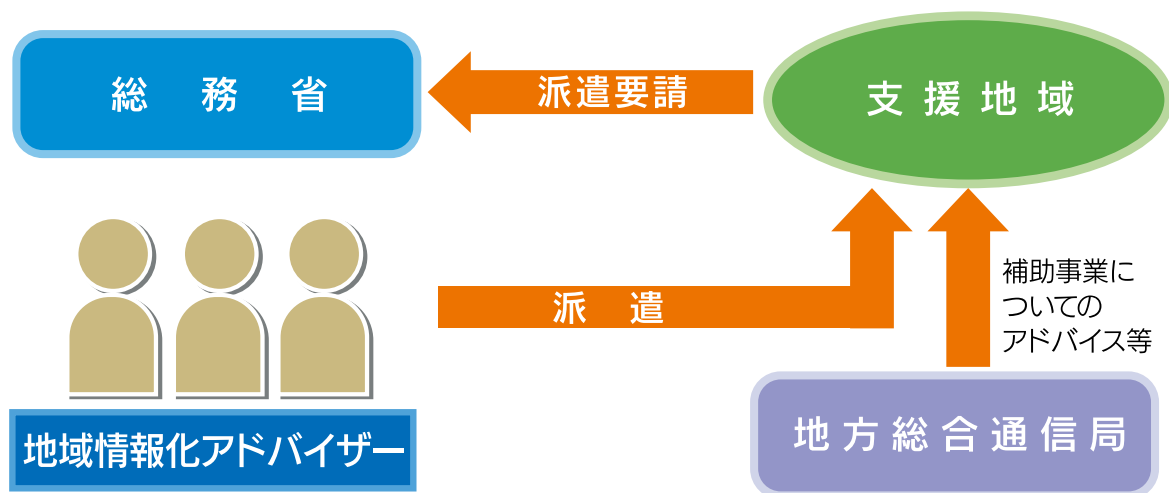 総務省
派遣要請
支援地域
派遣
補助事業に
ついての
アドバイス等
地域情報化アドバイザー
地方総合通信局